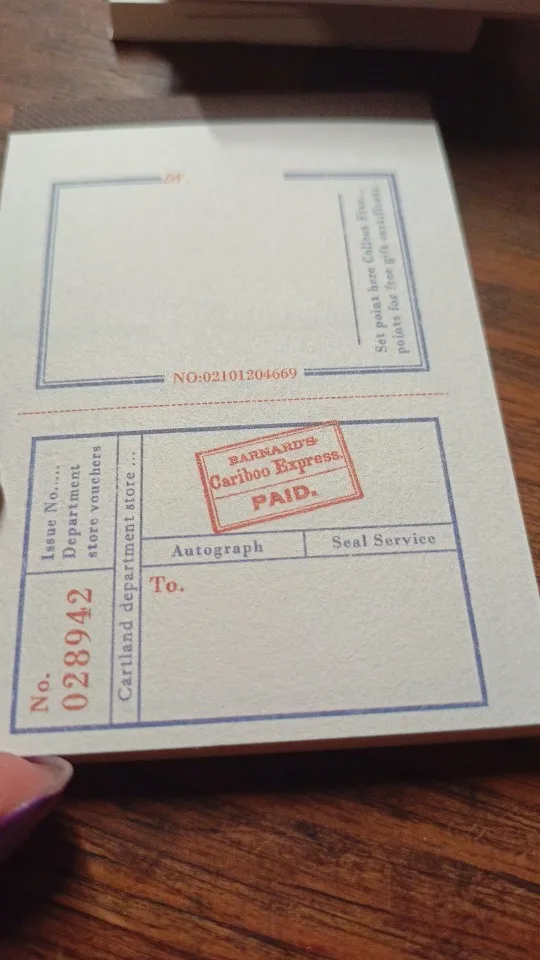 Set point here Collect Five...
points for free gift certificate
NO:02101204669
Issue No.....
Department
store vouchers
No.
028942
Cartland department store ...
BARNARD'S
Cariboo Express.
PAID.
Autograph
Seal Service
To.